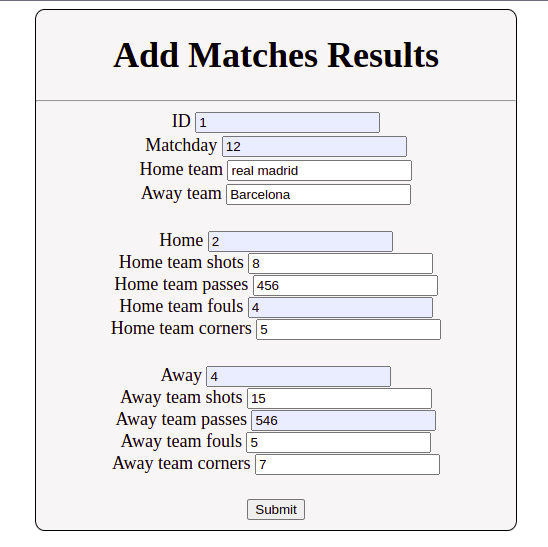 Add Matches Results
ID 1
Matchday 12
Home team real madrid
Away team Barcelona
Home 2
Home team shots 8
Home team passes 456
Home team fouls 4
Home team corners 5
Away 4
Away team shots 15
Away team passes 546
Away team fouls 5
Away team corners 7
Submit